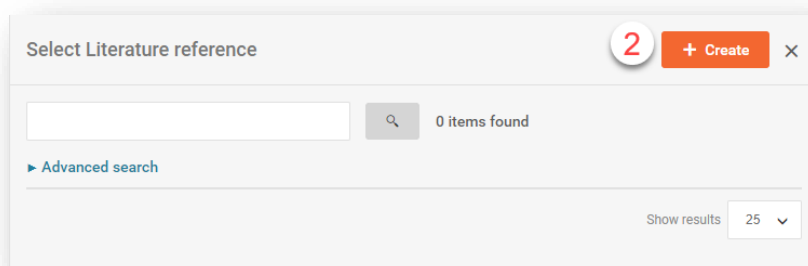 Select Literature reference
2
+ Create
×
0 items found
► Advanced search
Show results
25